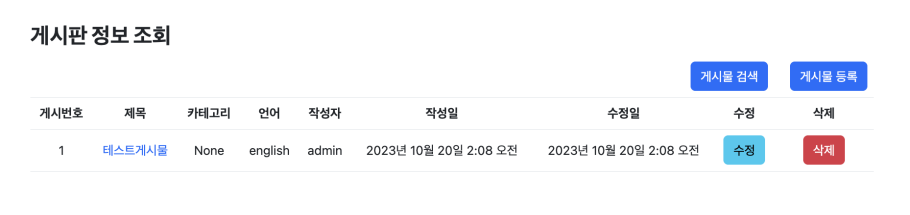 게시판 정보 조회
게시물 검색 게시물 등록
게시번호 제목 카테고리 언어 작성자 작성일 수정일 수정 삭제
1 테스트게시물 None english admin 2023년 10월 20일 2:08 오전 2023년 10월 20일 2:08 오전 수정 삭제